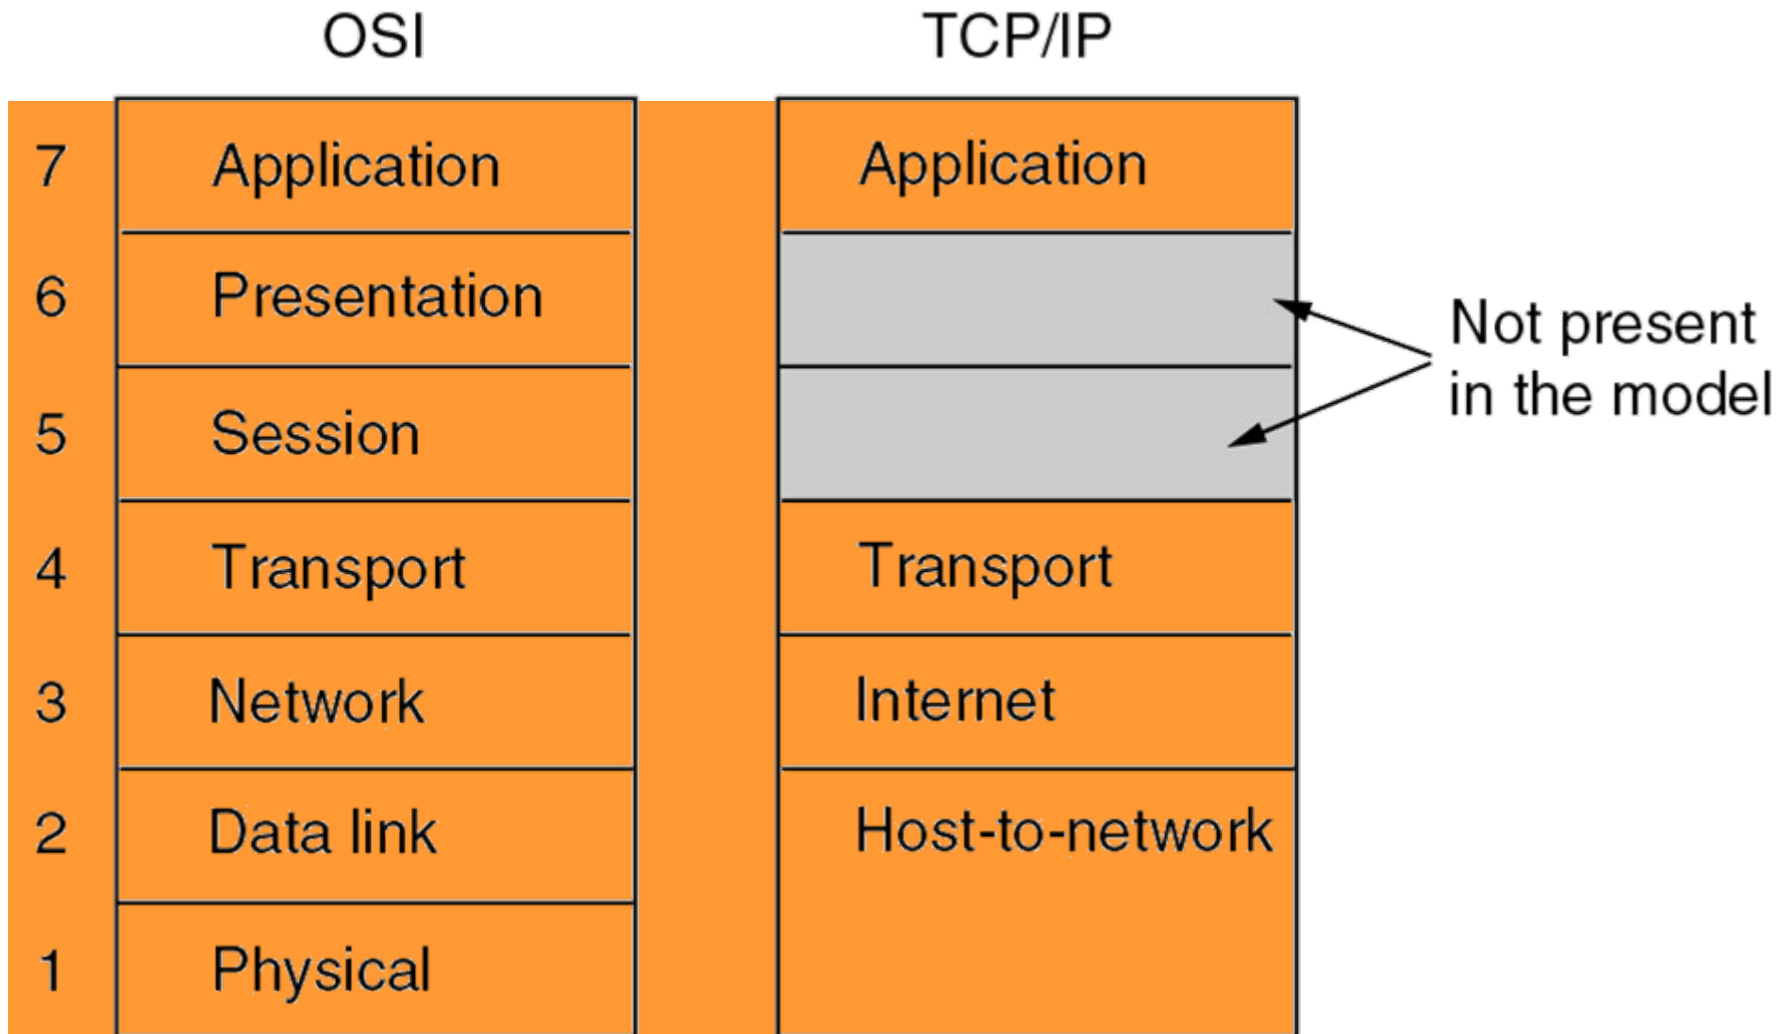 OSI TCP/IP
7 Application Application
6 Presentation
Not present
in the model
5 Session
4 Transport Transport
3 Network Internet
2 Data link Host-to-network
1 Physical